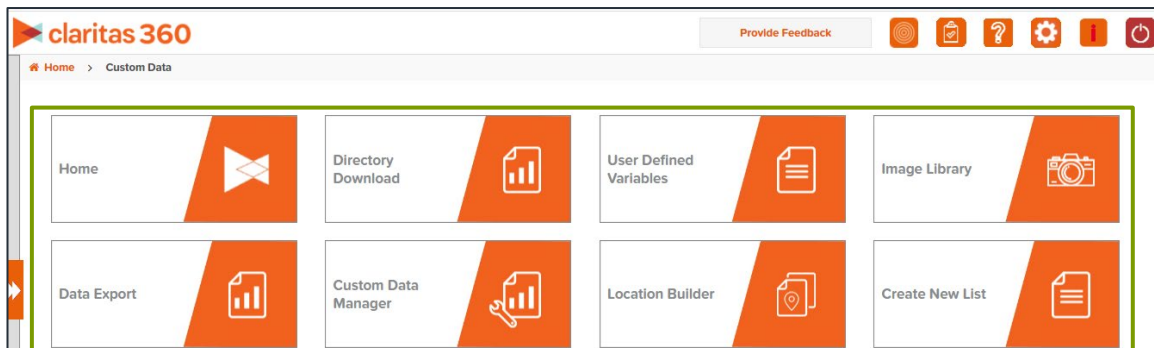 claritas 360
Provide Feedback
Home > Custom Data
Home
Directory
Download
User Defined
Variables
Image Library
Data Export
Custom Data
Manager
Location Builder
Create New List